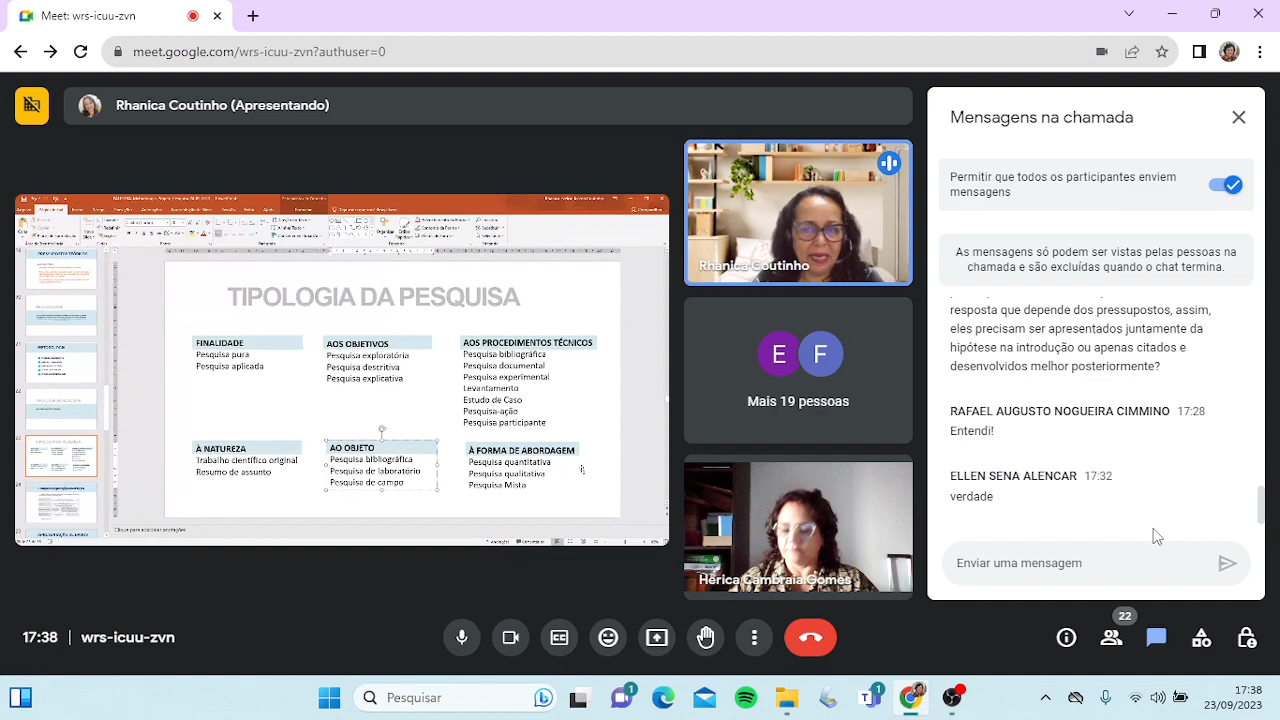 Meet: wrs-icuu-zvn
meet.google.com/wrs-icuu-zvn?authuser=0
Rhanica Coutinho (Apresentando)
TIPOLOGIA DA PESQUISA
FINALIDADE
Pesquisa pura
Pesquisa aplicada
AOS OBJETIVOS
Pesquisa exploratória
Pesquisa descritiva
Pesquisa explicativa
AOS PROCEDIMENTOS TÉCNICOS
Pesquisa bibliográfica
Pesquisa documental
Pesquisa experimental
Levantamento
Estudo de Caso
Pesquisa-ação
Pesquisa participante
À NATUREZA
Trabalho científico original
Resumo de assunto
AO OBJETO
Pesquisa bibliográfica
Pesquisa de laboratório
Pesquisa de campo
À FORMA DE ABORDAGEM
Pesquisa quantitativa
Pesquisa qualitativa
Pesquisa Mista
Clique para adicionar anotações
Rhanica Coutinho
E F
Mais 19 pessoas
Hérica Cambraia Gomes
Mensagens na chamada
Permitir que todos os participantes enviem
mensagens
As mensagens só podem ser vistas pelas pessoas na
chamada e são excluídas quando o chat termina.
resposta que depende dos pressupostos, assim,
eles precisam ser apresentados juntamente da
hipótese na introdução ou apenas citados e
desenvolvidos melhor posteriormente?
RAFAEL AUGUSTO NOGUEIRA CIMMINO 17:28
Entendi!
ELLEN SENA ALENCAR 17:32
verdade
Enviar uma mensagem
17:38 | wrs-icuu-zvn
22
Pesquisar
1
1
17:38
23/09/2023